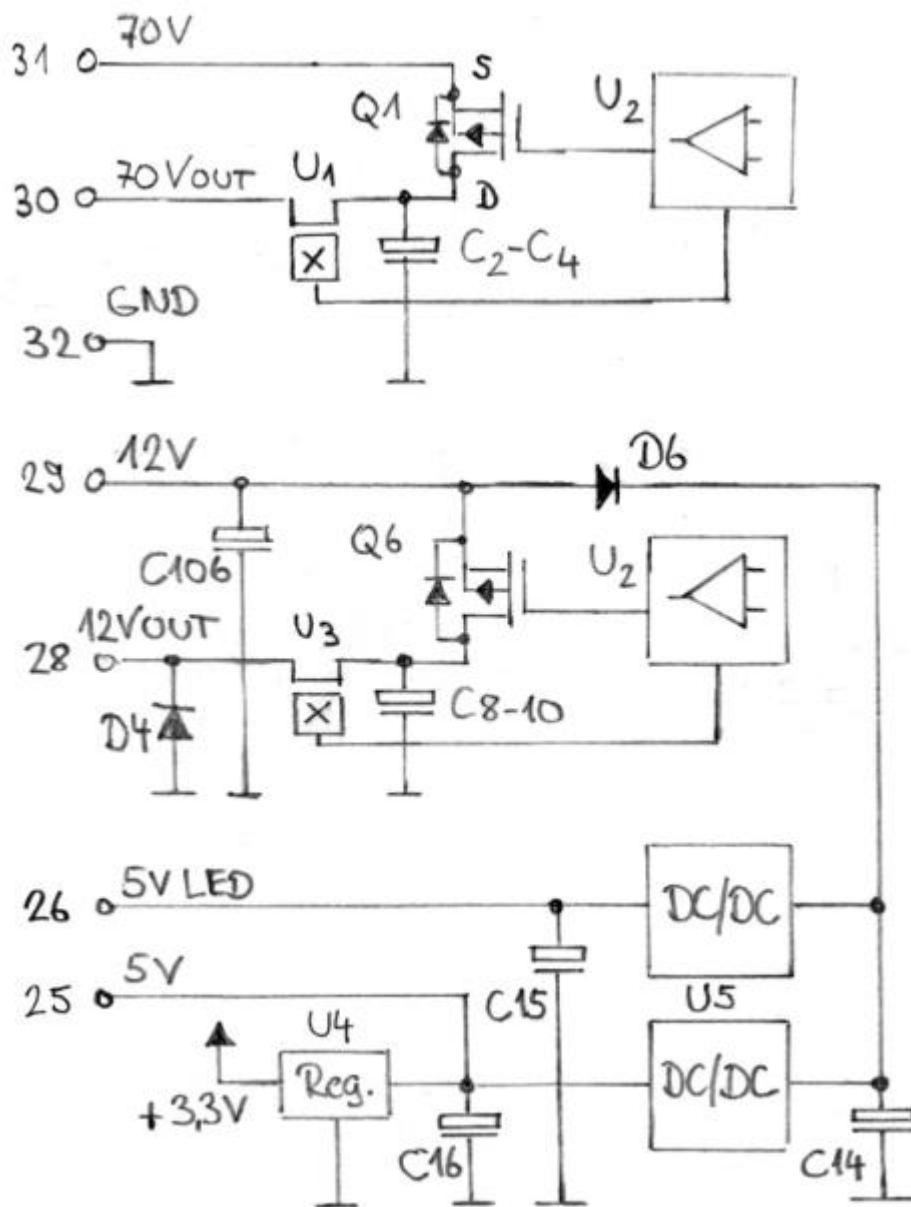 70V
31
S
Q1
U2
70VOUT
U1
30
D
X
C2-C4
GND
32
12V
29
D6
Q6
U2
C106
12VOUT
U3
28
C8-10
X
D4
5V LED
26
DC/DC
5V
25
C15
U5
U4
Reg.
DC/DC
+3,3V
C16
C14